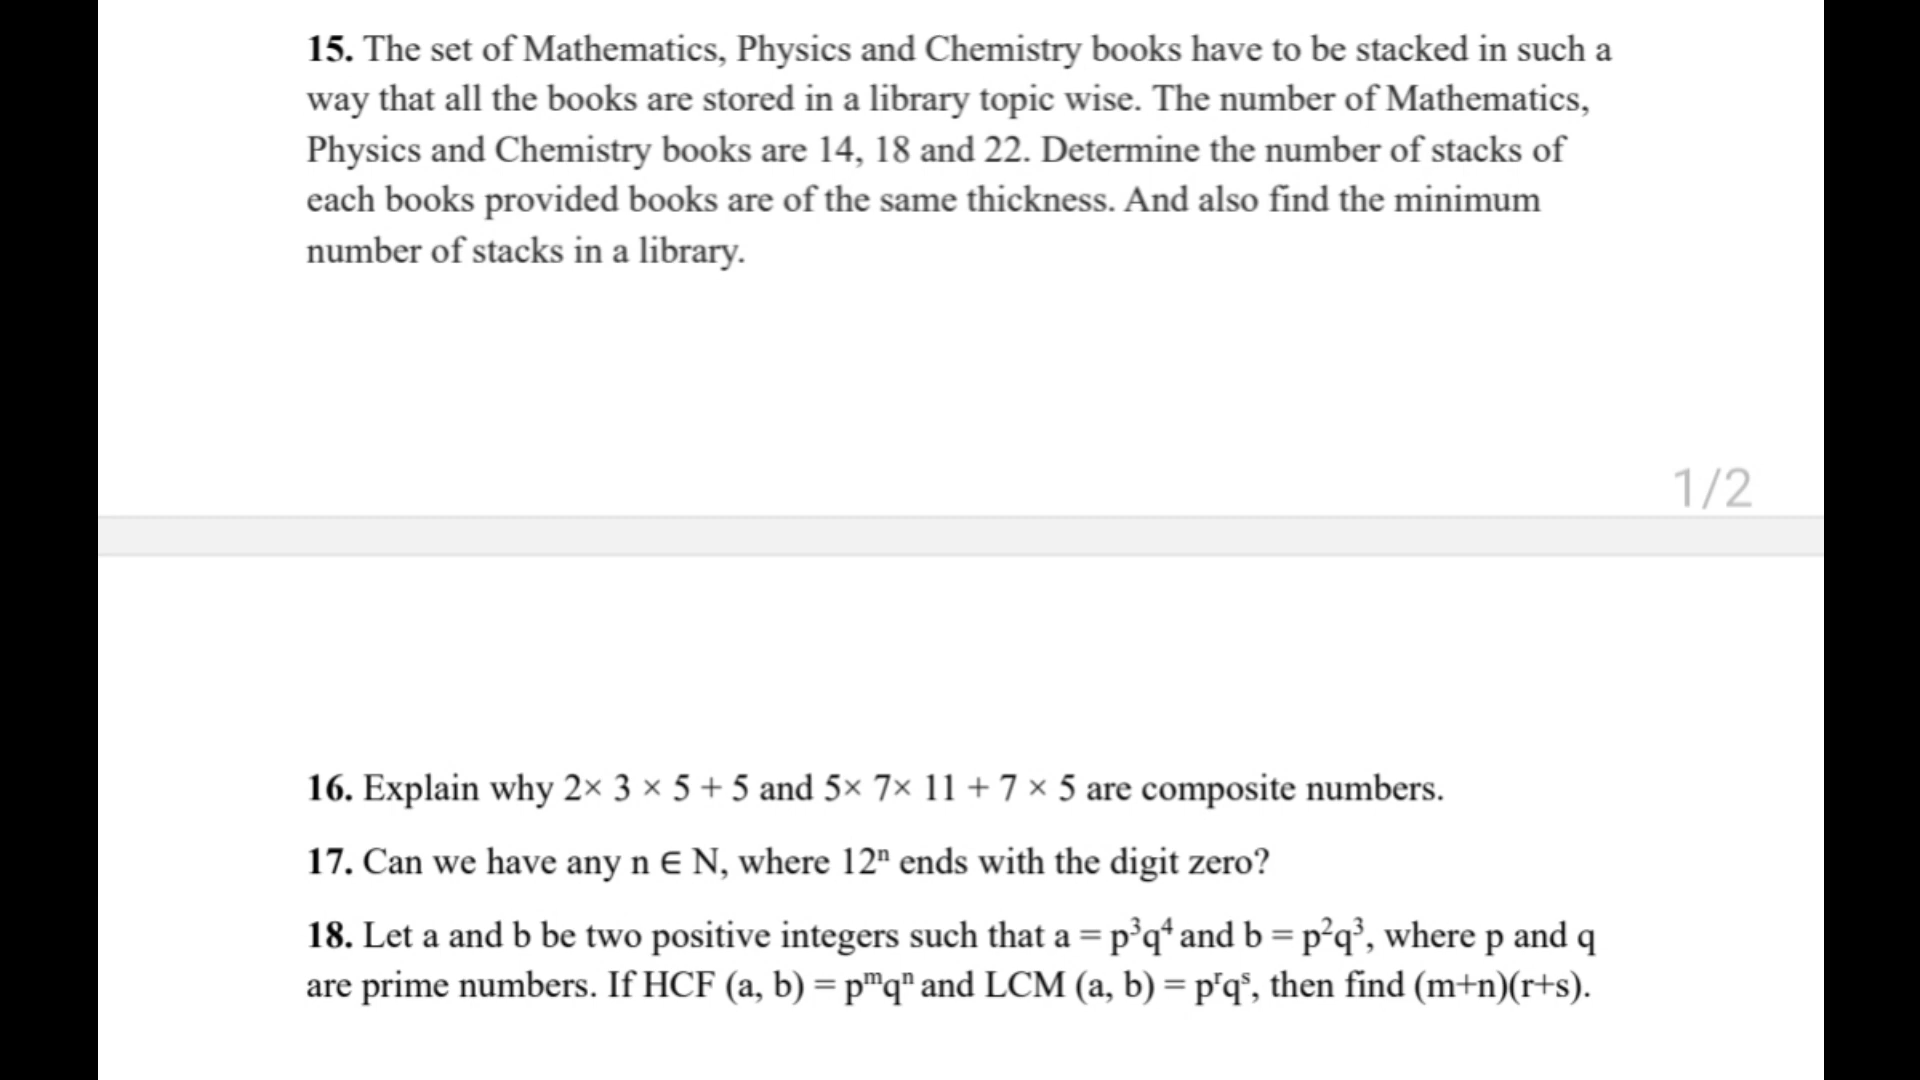 15. The set of Mathematics, Physics and Chemistry books have to be stacked in such a
way that all the books are stored in a library topic wise. The number of Mathematics,
Physics and Chemistry books are 14, 18 and 22. Determine the number of stacks of
each books provided books are of the same thickness. And also find the minimum
number of stacks in a library.
1/2
16. Explain why 2× 3 × 5 + 5 and 5× 7× 11 + 7 × 5 are composite numbers.
17. Can we have any n ∈ N, where 12ⁿ ends with the digit zero?
18. Let a and b be two positive integers such that a = p³q⁴ and b = p²q³, where p and q
are prime numbers. If HCF (a, b) = pᵐqⁿ and LCM (a, b) = pʳqˢ, then find (m+n)(r+s).